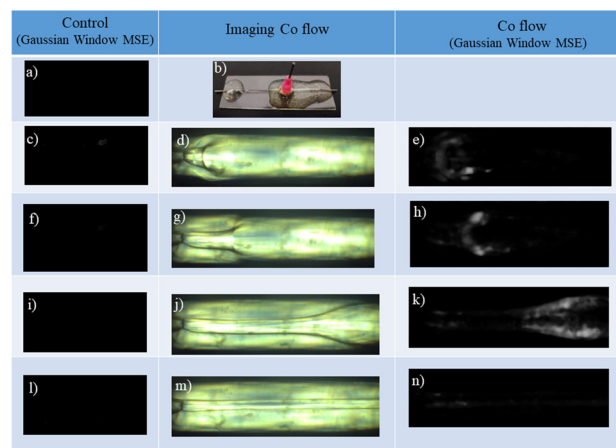 Control
(Gaussian Window MSE)
Imaging Co flow
Co flow
(Gaussian Window MSE)
a)
b)
c)
d)
e)
f)
g)
h)
i)
j)
k)
l)
m)
n)